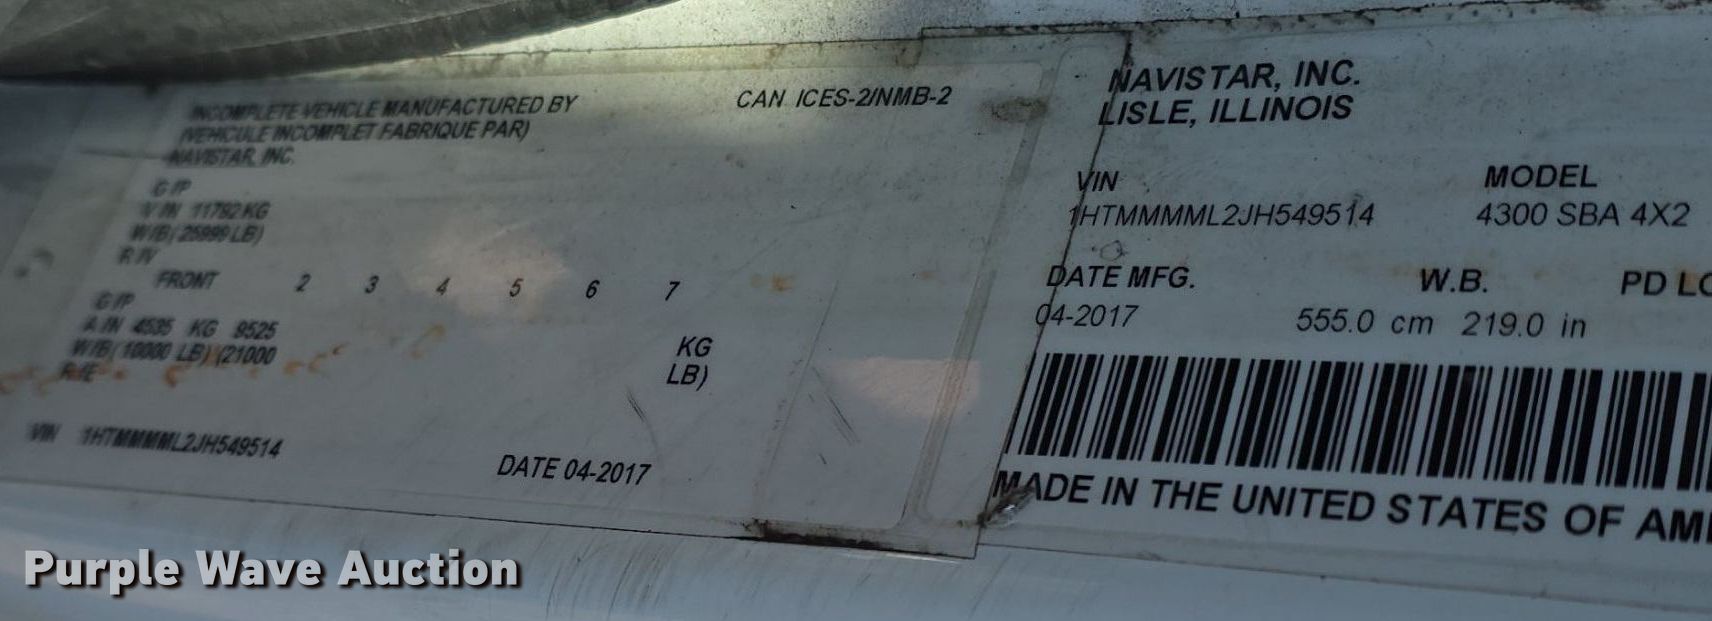 INCOMPLETE VEHICLE MANUFACTURED BY
(VEHICULE INCOMPLET FABRIQUE PAR)
NAVISTAR, INC.
CAN ICES-2/NMB-2
G /P
V /N 11792 KG
W/B (25999 LB)
R /V
FRONT 2 3 4 5 6 7
G /P
A /N 4535 KG 9525 KG
W/B (10000 LB) (21000 LB)
R /E
VIN 1HTMMMML2JH549514
DATE 04-2017
NAVISTAR, INC.
LISLE, ILLINOIS
VIN MODEL
1HTMMMML2JH549514 4300 SBA 4X2
DATE MFG. W.B. PD LO
04-2017 555.0 cm 219.0 in
MADE IN THE UNITED STATES OF AM
Purple Wave Auction